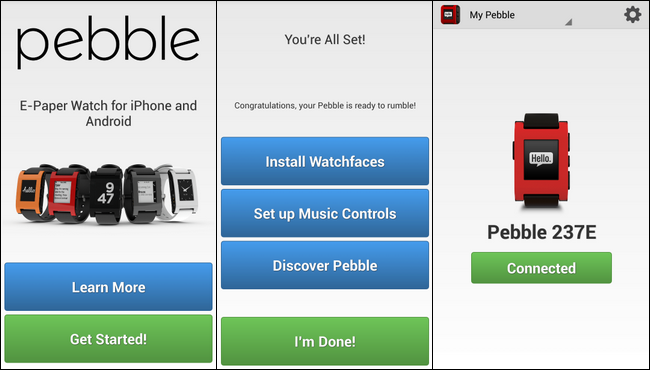 pebble
E-Paper Watch for iPhone and
Android
hello
9
47
Learn More
Get Started!
You're All Set!
Congratulations, your Pebble is ready to rumble!
Install Watchfaces
Set up Music Controls
Discover Pebble
I'm Done!
My Pebble
Hello.
Pebble 237E
Connected